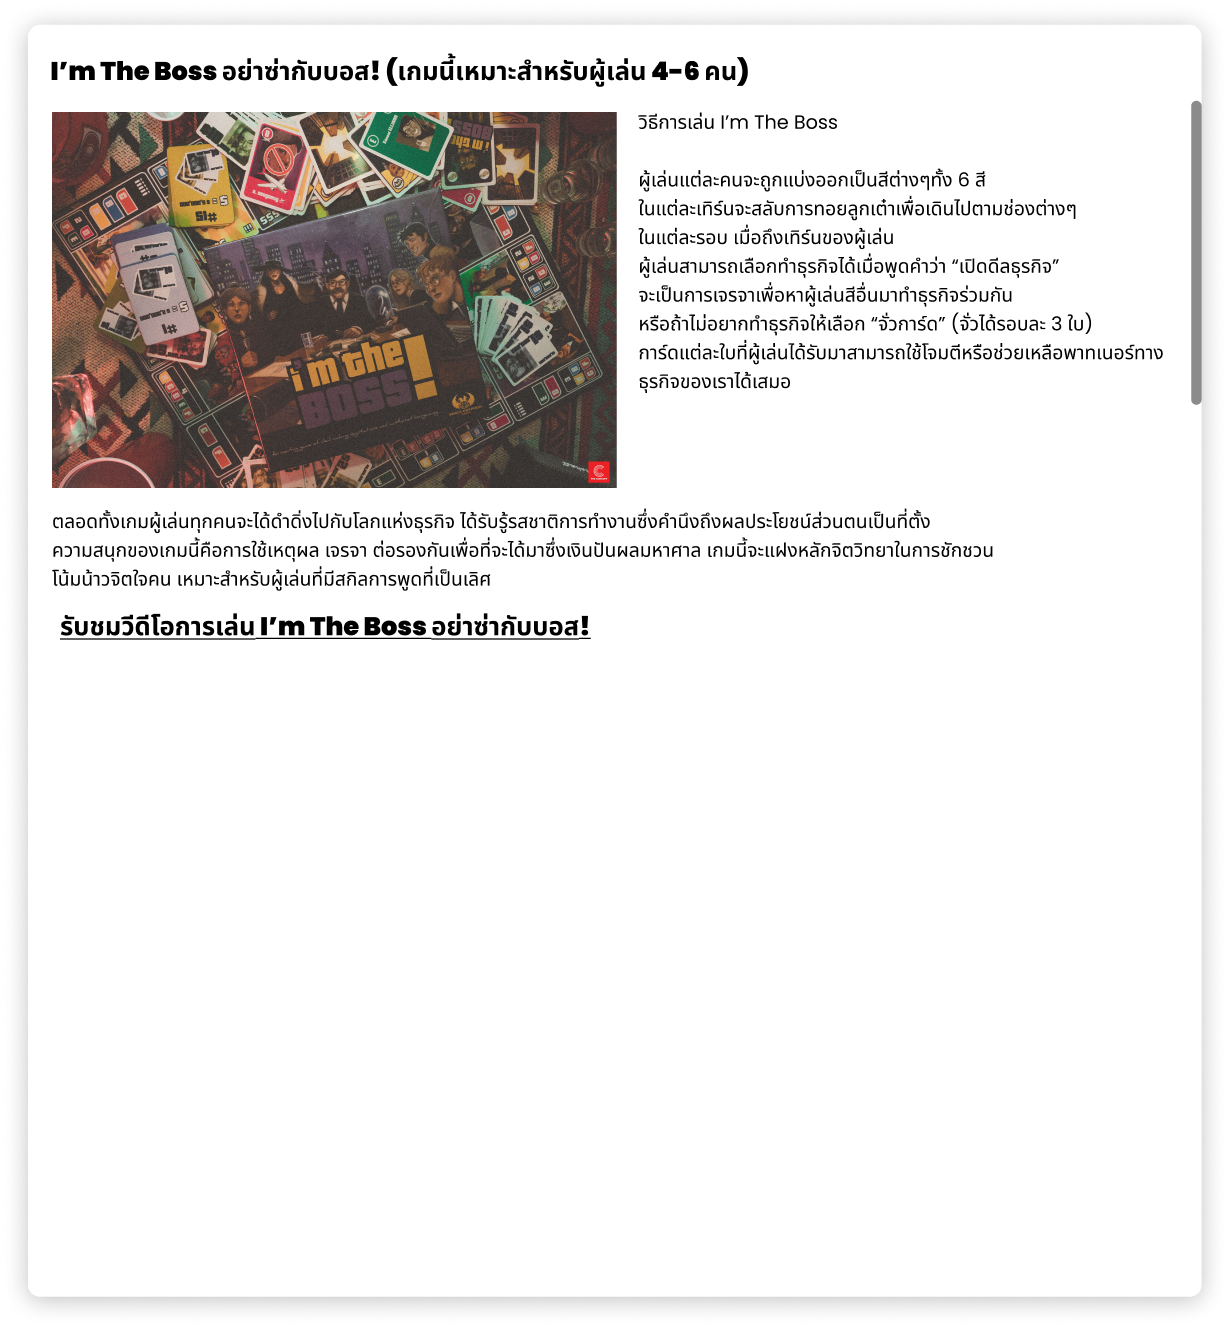 I’m The Boss อย่าซ่ากับบอส! (เกมนี้เหมาะสำหรับผู้เล่น 4-6 คน)
i'm the
BOSS!
วิธีการเล่น I’m The Boss
ผู้เล่นแต่ละคนจะถูกแบ่งออกเป็นสีต่างๆทั้ง 6 สี
ในแต่ละเทิร์นจะสลับการทอยลูกเต๋าเพื่อเดินไปตามช่องต่างๆ
ในแต่ละรอบ เมื่อถึงเทิร์นของผู้เล่น
ผู้เล่นสามารถเลือกทำธุรกิจได้เมื่อพูดคำว่า “เปิดดีลธุรกิจ”
จะเป็นการเจรจาเพื่อหาผู้เล่นสีอื่นมาทำธุรกิจร่วมกัน
หรือถ้าไม่อยากทำธุรกิจให้เลือก “จั่วการ์ด” (จั่วได้รอบละ 3 ใบ)
การ์ดแต่ละใบที่ผู้เล่นได้รับมาสามารถใช้โจมตีหรือช่วยเหลือพาทเนอร์ทาง
ธุรกิจของเราได้เสมอ
ตลอดทั้งเกมผู้เล่นทุกคนจะได้ดำดิ่งไปกับโลกแห่งธุรกิจ ได้รับรู้รสชาติการทำงานซึ่งคำนึงถึงผลประโยชน์ส่วนตนเป็นที่ตั้ง
ความสนุกของเกมนี้คือการใช้เหตุผล เจรจา ต่อรองกันเพื่อที่จะได้มาซึ่งเงินปันผลมหาศาล เกมนี้จะแฝงหลักจิตวิทยาในการชักชวน
โน้มน้าวจิตใจคน เหมาะสำหรับผู้เล่นที่มีสกิลการพูดที่เป็นเลิศ
รับชมวีดีโอการเล่น I’m The Boss อย่าซ่ากับบอส!